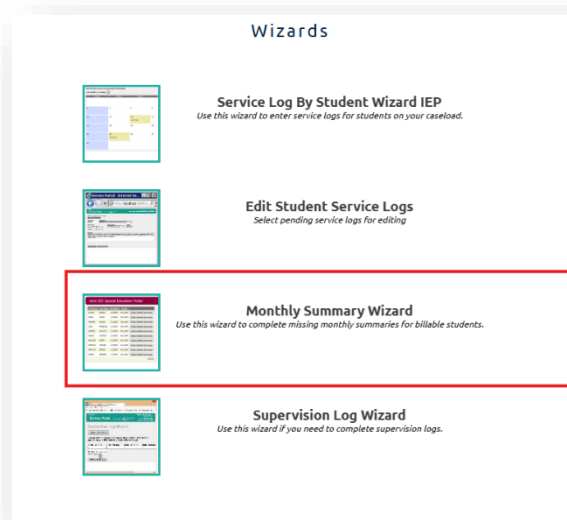 Wizards
Service Log By Student Wizard IEP
Use this wizard to enter service logs for students on your caseload.
Edit Student Service Logs
Select pending service logs for editing
Monthly Summary Wizard
Use this wizard to complete missing monthly summaries for billable students.
Supervision Log Wizard
Use this wizard if you need to complete supervision logs.